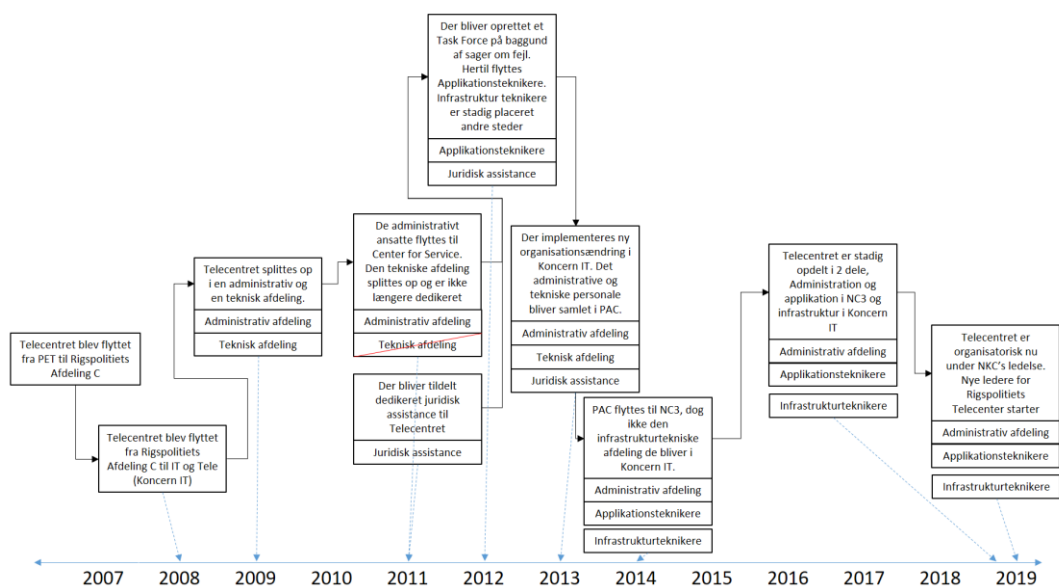 Telecentret blev flyttet
fra PET til Rigspolitiets
Afdeling C
Telecentret blev flyttet
fra Rigspolitiets
Afdeling C til IT og Tele
(Koncern IT)
Telecentret splittes op
i en administrativ og
en teknisk afdeling.
Administrativ afdeling
Teknisk afdeling
De administrativt
ansatte flyttes til
Center for Service.
Den tekniske afdeling
splittes op og er ikke
længere dedikeret
Administrativ afdeling
Teknisk afdeling
Der bliver tildelt
dedikeret juridisk
assistance til
Telecentret
Juridisk assistance
Der bliver oprettet et
Task Force på baggund
af sager om fejl.
Hertil flyttes
Applikationsteknikere.
Infrastruktur teknikere
er stadig placeret
andre steder
Applikationsteknikere
Juridisk assistance
Der implementeres ny
organisationsændring i
Koncern IT. Det
administrative og
tekniske personale
bliver samlet i PAC.
Administrativ afdeling
Teknisk afdeling
Juridisk assistance
PAC flyttes til NC3, dog
ikke den
infrastrukturtekniske
afdeling de bliver i
Koncern IT.
Administrativ afdeling
Applikationsteknikere
Infrastrukturteknikere
Telecentret er stadig
opdelt i 2 dele,
Administration og
applikation i NC3 og
infrastruktur i Koncern
IT
Administrativ afdeling
Applikationsteknikere
Infrastrukturteknikere
Telecentret er
organisatorisk nu
under NKC's ledelse.
Nye ledere for
Rigspolitiets
Telecenter starter
Administrativ afdeling
Applikationsteknikere
Infrastrukturteknikere
2007 2008 2009 2010 2011 2012 2013 2014 2015 2016 2017 2018 2019